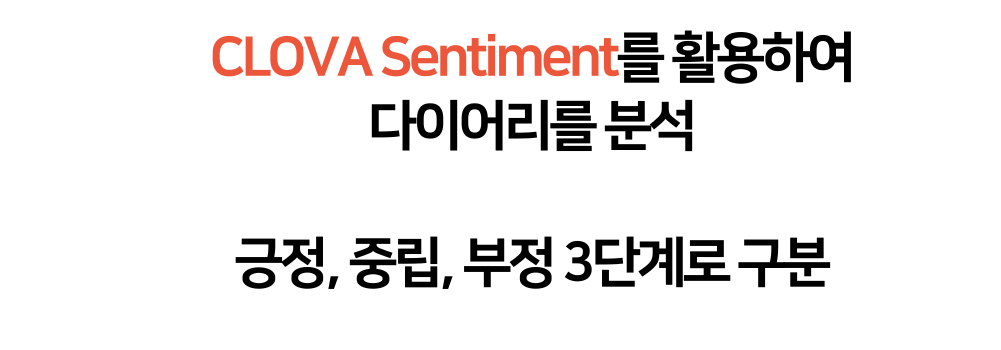 CLOVA Sentiment를 활용하여
다이어리를 분석
긍정, 중립, 부정 3단계로 구분